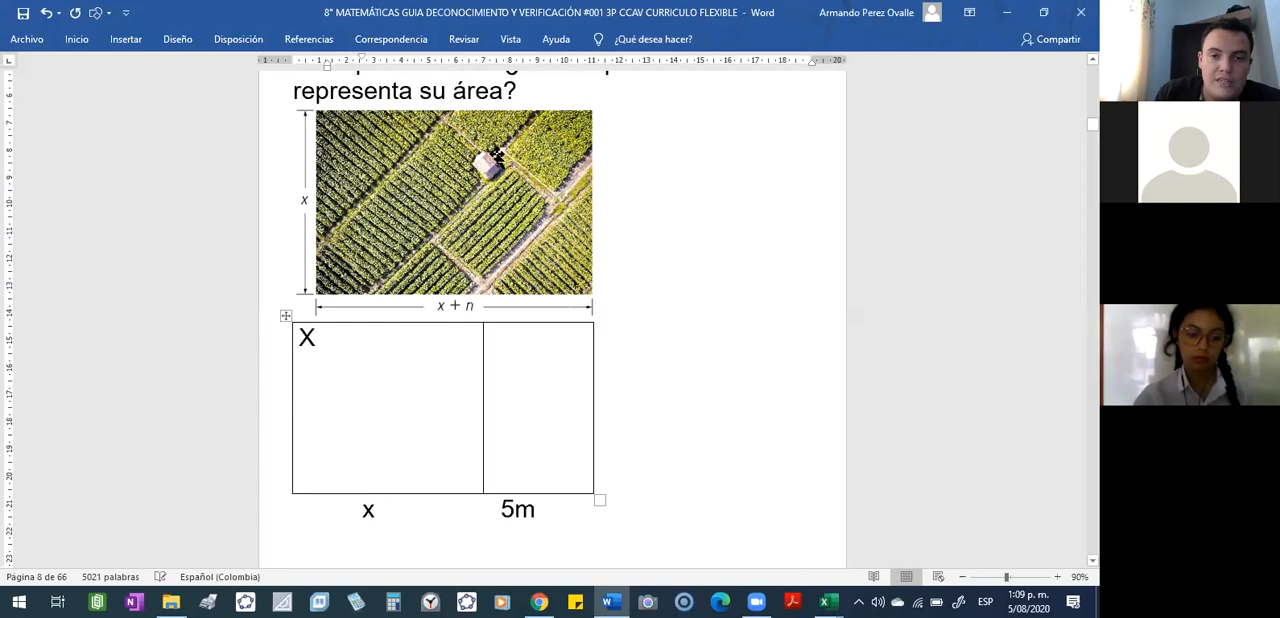 8° MATEMÁTICAS GUIA DECONOCIMIENTO Y VERIFICACIÓN #001 3P CCAV CURRICULO FLEXIBLE - Word
Armando Perez Ovalle
Archivo Inicio Insertar Diseño Disposición Referencias Correspondencia Revisar Vista Ayuda ¿Qué desea hacer? Compartir
representa su área?
x
x + n
X
x 5m
Página 8 de 66 5021 palabras Español (Colombia) 90%
ESP
1:09 p. m.
5/08/2020